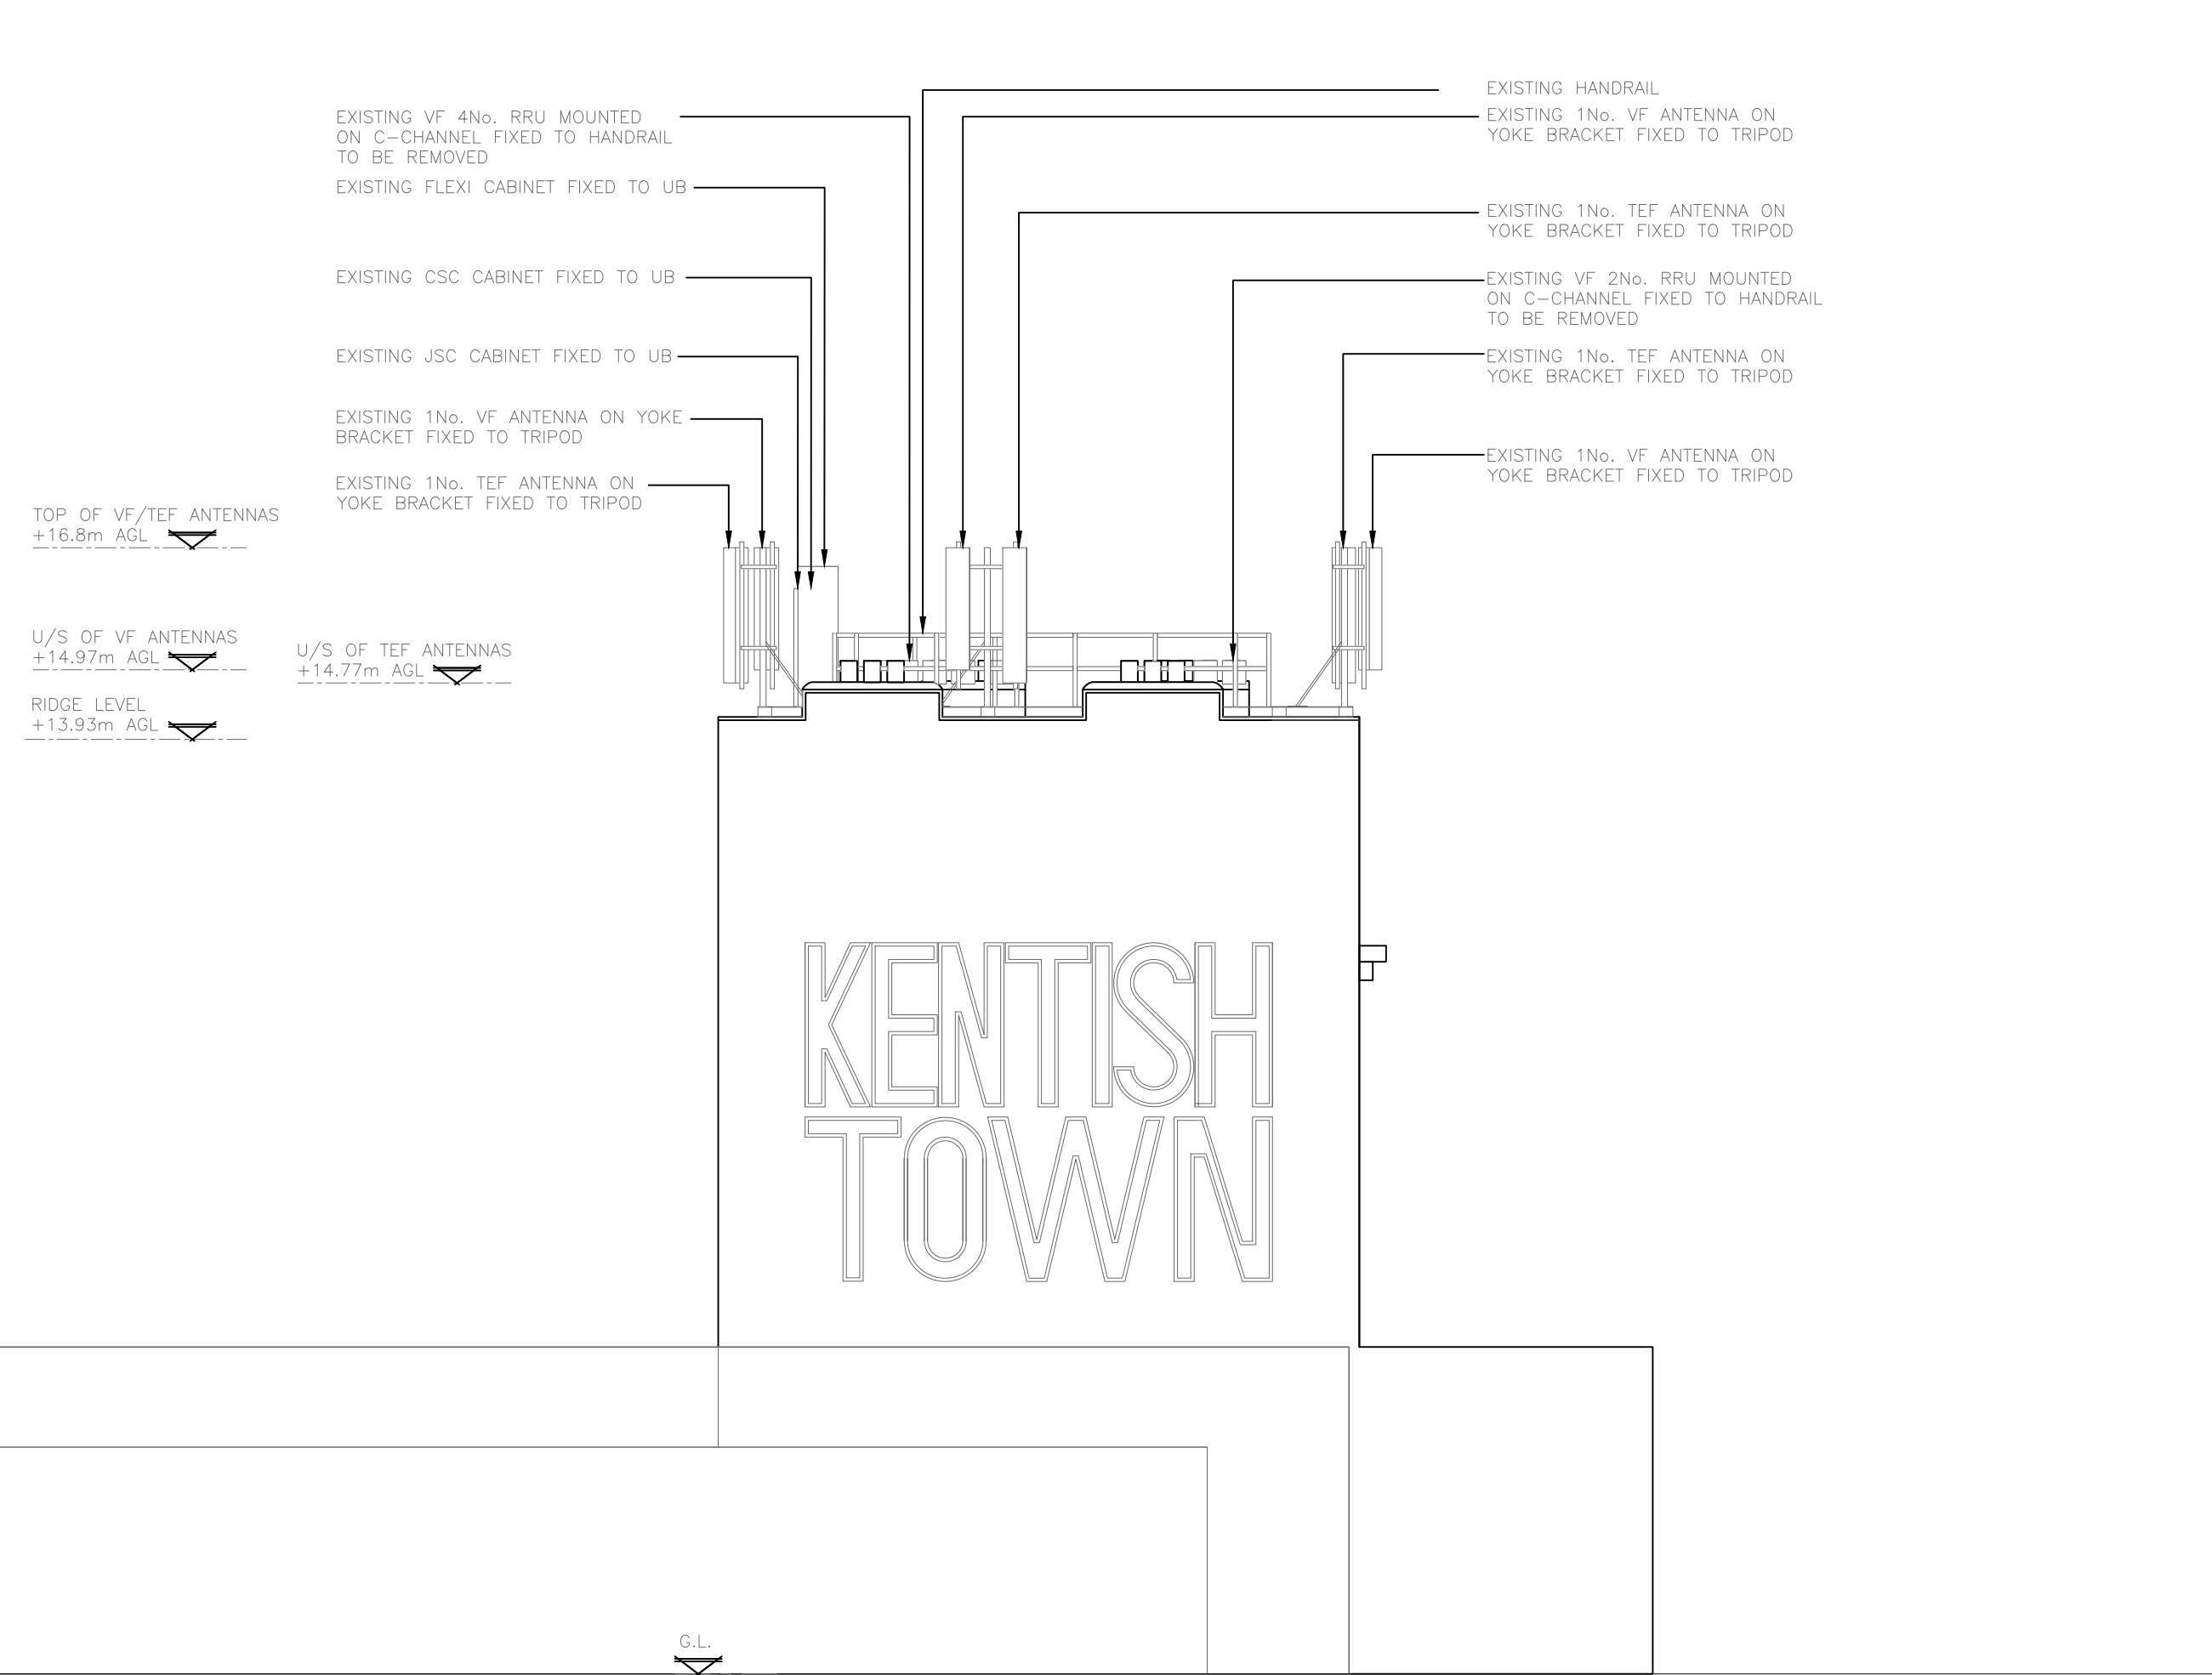 EXISTING VF 4No. RRU MOUNTED
ON C-CHANNEL FIXED TO HANDRAIL
TO BE REMOVED
EXISTING FLEXI CABINET FIXED TO UB
EXISTING CSC CABINET FIXED TO UB
EXISTING JSC CABINET FIXED TO UB
EXISTING 1No. VF ANTENNA ON YOKE
BRACKET FIXED TO TRIPOD
EXISTING 1No. TEF ANTENNA ON
YOKE BRACKET FIXED TO TRIPOD
EXISTING HANDRAIL
EXISTING 1No. VF ANTENNA ON
YOKE BRACKET FIXED TO TRIPOD
EXISTING 1No. TEF ANTENNA ON
YOKE BRACKET FIXED TO TRIPOD
EXISTING VF 2No. RRU MOUNTED
ON C-CHANNEL FIXED TO HANDRAIL
TO BE REMOVED
EXISTING 1No. TEF ANTENNA ON
YOKE BRACKET FIXED TO TRIPOD
EXISTING 1No. VF ANTENNA ON
YOKE BRACKET FIXED TO TRIPOD
TOP OF VF/TEF ANTENNAS
+16.8m AGL
U/S OF VF ANTENNAS
+14.97m AGL
U/S OF TEF ANTENNAS
+14.77m AGL
RIDGE LEVEL
+13.93m AGL
KENTISH
TOWN
G.L.